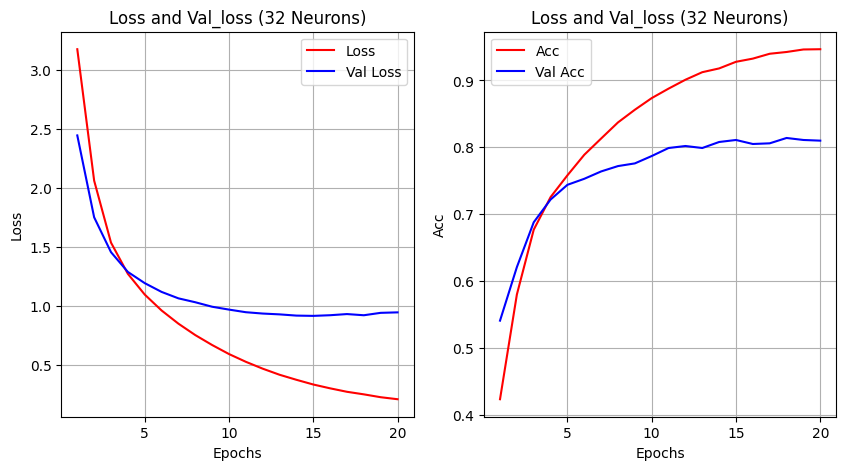 Loss and Val_loss (32 Neurons)
Loss
Val Loss
3.0
2.5
2.0
1.5
1.0
0.5
Loss
5
10
15
20
Epochs
Loss and Val_loss (32 Neurons)
Acc
Val Acc
0.9
0.8
0.7
0.6
0.5
0.4
Acc
5
10
15
20
Epochs